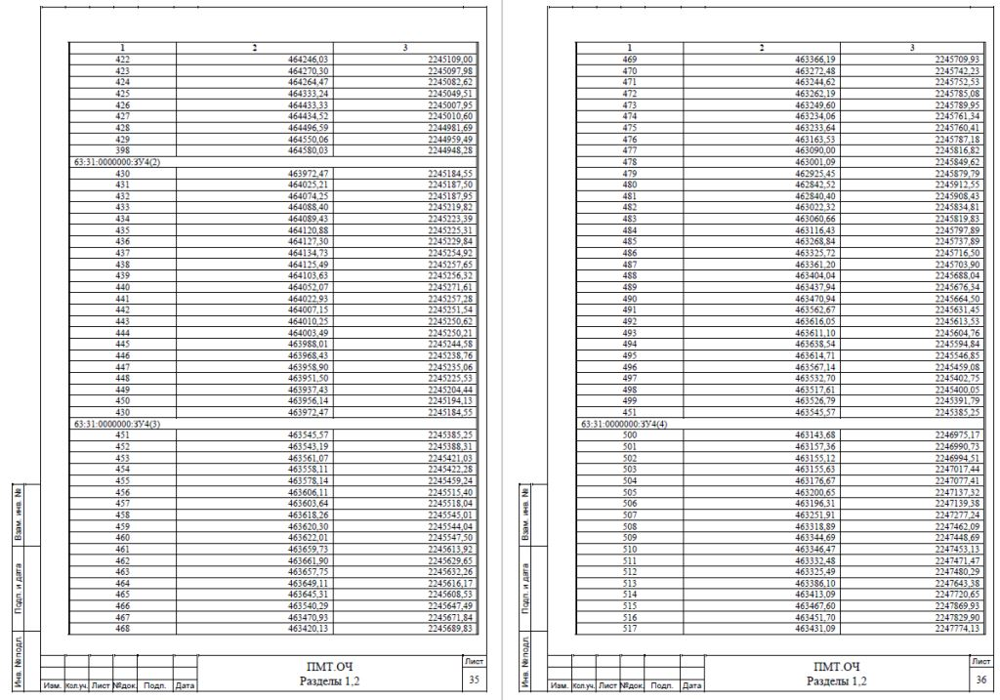 1 2 3
422 464246,03 2245109,00
423 464270,30 2245097,98
424 464264,47 2245082,62
425 464333,24 2245049,51
426 464433,33 2245007,95
427 464434,52 2245010,60
428 464496,59 2244981,69
429 464550,06 2244959,49
398 464580,03 2244948,28
63:31:0000000:ЗУ4(2)
430 463972,47 2245184,55
431 464025,21 2245187,50
432 464074,25 2245187,95
433 464088,40 2245219,82
434 464089,43 2245223,39
435 464120,88 2245225,31
436 464127,30 2245229,84
437 464134,73 2245254,92
438 464125,49 2245257,65
439 464103,63 2245256,32
440 464052,07 2245271,61
441 464022,93 2245257,28
442 464007,15 2245251,54
443 464010,25 2245250,62
444 464003,49 2245250,21
445 463988,01 2245244,58
446 463968,43 2245238,76
447 463958,90 2245235,06
448 463951,50 2245225,53
449 463937,43 2245204,44
450 463956,14 2245194,13
430 463972,47 2245184,55
63:31:0000000:ЗУ4(3)
451 463545,57 2245385,25
452 463543,19 2245388,31
453 463561,07 2245421,03
454 463558,11 2245422,28
455 463578,14 2245459,24
456 463606,11 2245515,40
457 463603,64 2245518,04
458 463618,26 2245545,01
459 463620,30 2245544,04
460 463622,01 2245547,50
461 463659,73 2245613,92
462 463661,90 2245629,65
463 463657,75 2245632,26
464 463649,11 2245616,17
465 463645,31 2245608,53
466 463540,29 2245647,49
467 463470,93 2245671,84
468 463420,13 2245689,83
Взам. инв. №
Подп. и дата
Инв. № подл.
Изм. Кол.уч. Лист №док. Подп. Дата
ПМТ.ОЧ
Разделы 1,2
Лист
35
1 2 3
469 463366,19 2245709,93
470 463272,48 2245742,23
471 463244,62 2245752,53
472 463262,19 2245785,08
473 463249,60 2245789,95
474 463234,06 2245761,34
475 463233,64 2245760,41
476 463163,53 2245787,18
477 463090,00 2245816,82
478 463001,09 2245849,62
479 462925,45 2245879,79
480 462842,52 2245912,55
481 462840,40 2245908,43
482 463022,32 2245834,81
483 463060,66 2245819,83
484 463116,43 2245797,89
485 463268,84 2245737,89
486 463325,72 2245716,50
487 463361,20 2245703,90
488 463404,04 2245688,04
489 463437,94 2245676,34
490 463470,94 2245664,50
491 463562,67 2245631,45
492 463616,05 2245613,53
493 463611,10 2245604,76
494 463638,54 2245594,84
495 463614,71 2245546,85
496 463567,14 2245459,08
497 463532,70 2245402,75
498 463517,61 2245400,05
499 463526,79 2245391,79
451 463545,57 2245385,25
63:31:0000000:ЗУ4(4)
500 463143,68 2246975,17
501 463157,36 2246990,73
502 463155,12 2246994,51
503 463155,63 2247017,44
504 463176,67 2247077,41
505 463200,65 2247137,32
506 463196,31 2247139,38
507 463251,91 2247277,24
508 463318,89 2247462,09
509 463344,69 2247448,69
510 463346,47 2247453,13
511 463332,48 2247471,47
512 463325,49 2247480,29
513 463386,10 2247643,38
514 463413,09 2247720,65
515 463467,60 2247869,93
516 463451,70 2247829,90
517 463431,09 2247774,13
Взам. инв. №
Подп. и дата
Инв. № подл.
Изм. Кол.уч. Лист №док. Подп. Дата
ПМТ.ОЧ
Разделы 1,2
Лист
36